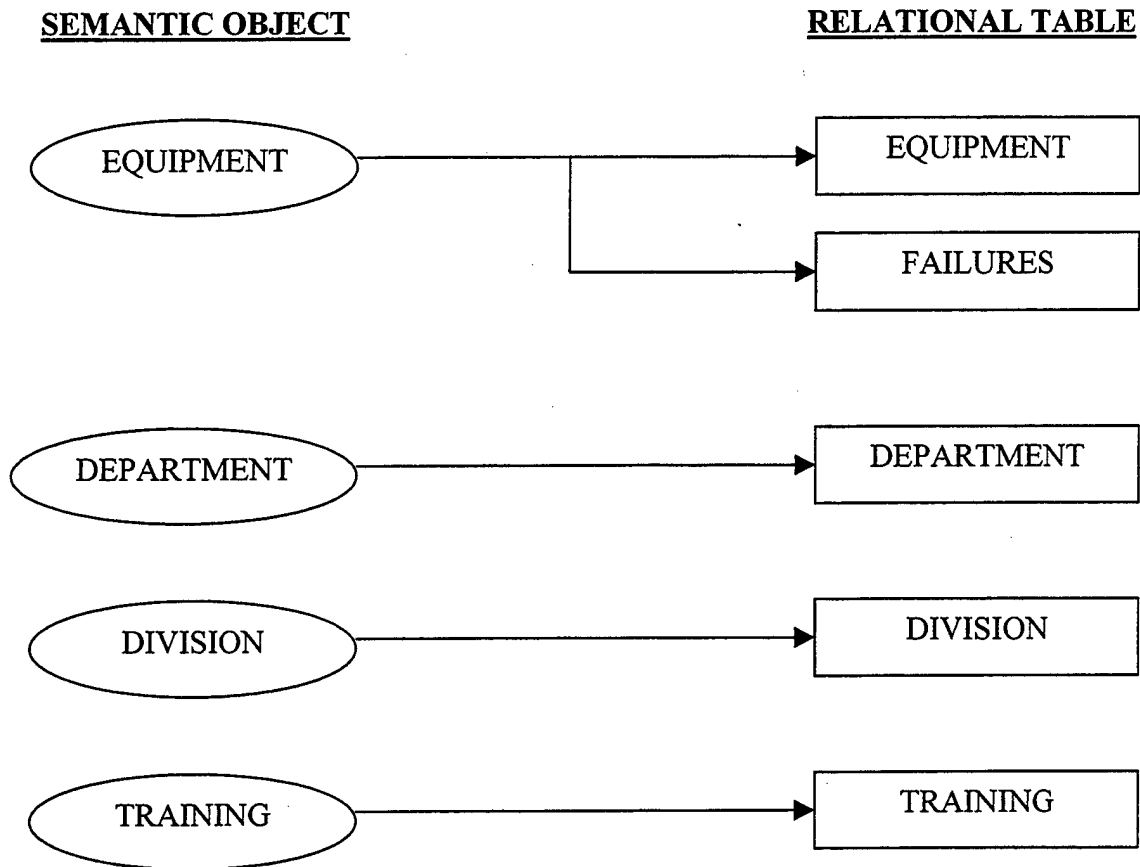 SEMANTIC OBJECT RELATIONAL TABLE
EQUIPMENT EQUIPMENT
FAILURES
DEPARTMENT DEPARTMENT
DIVISION DIVISION
TRAINING TRAINING